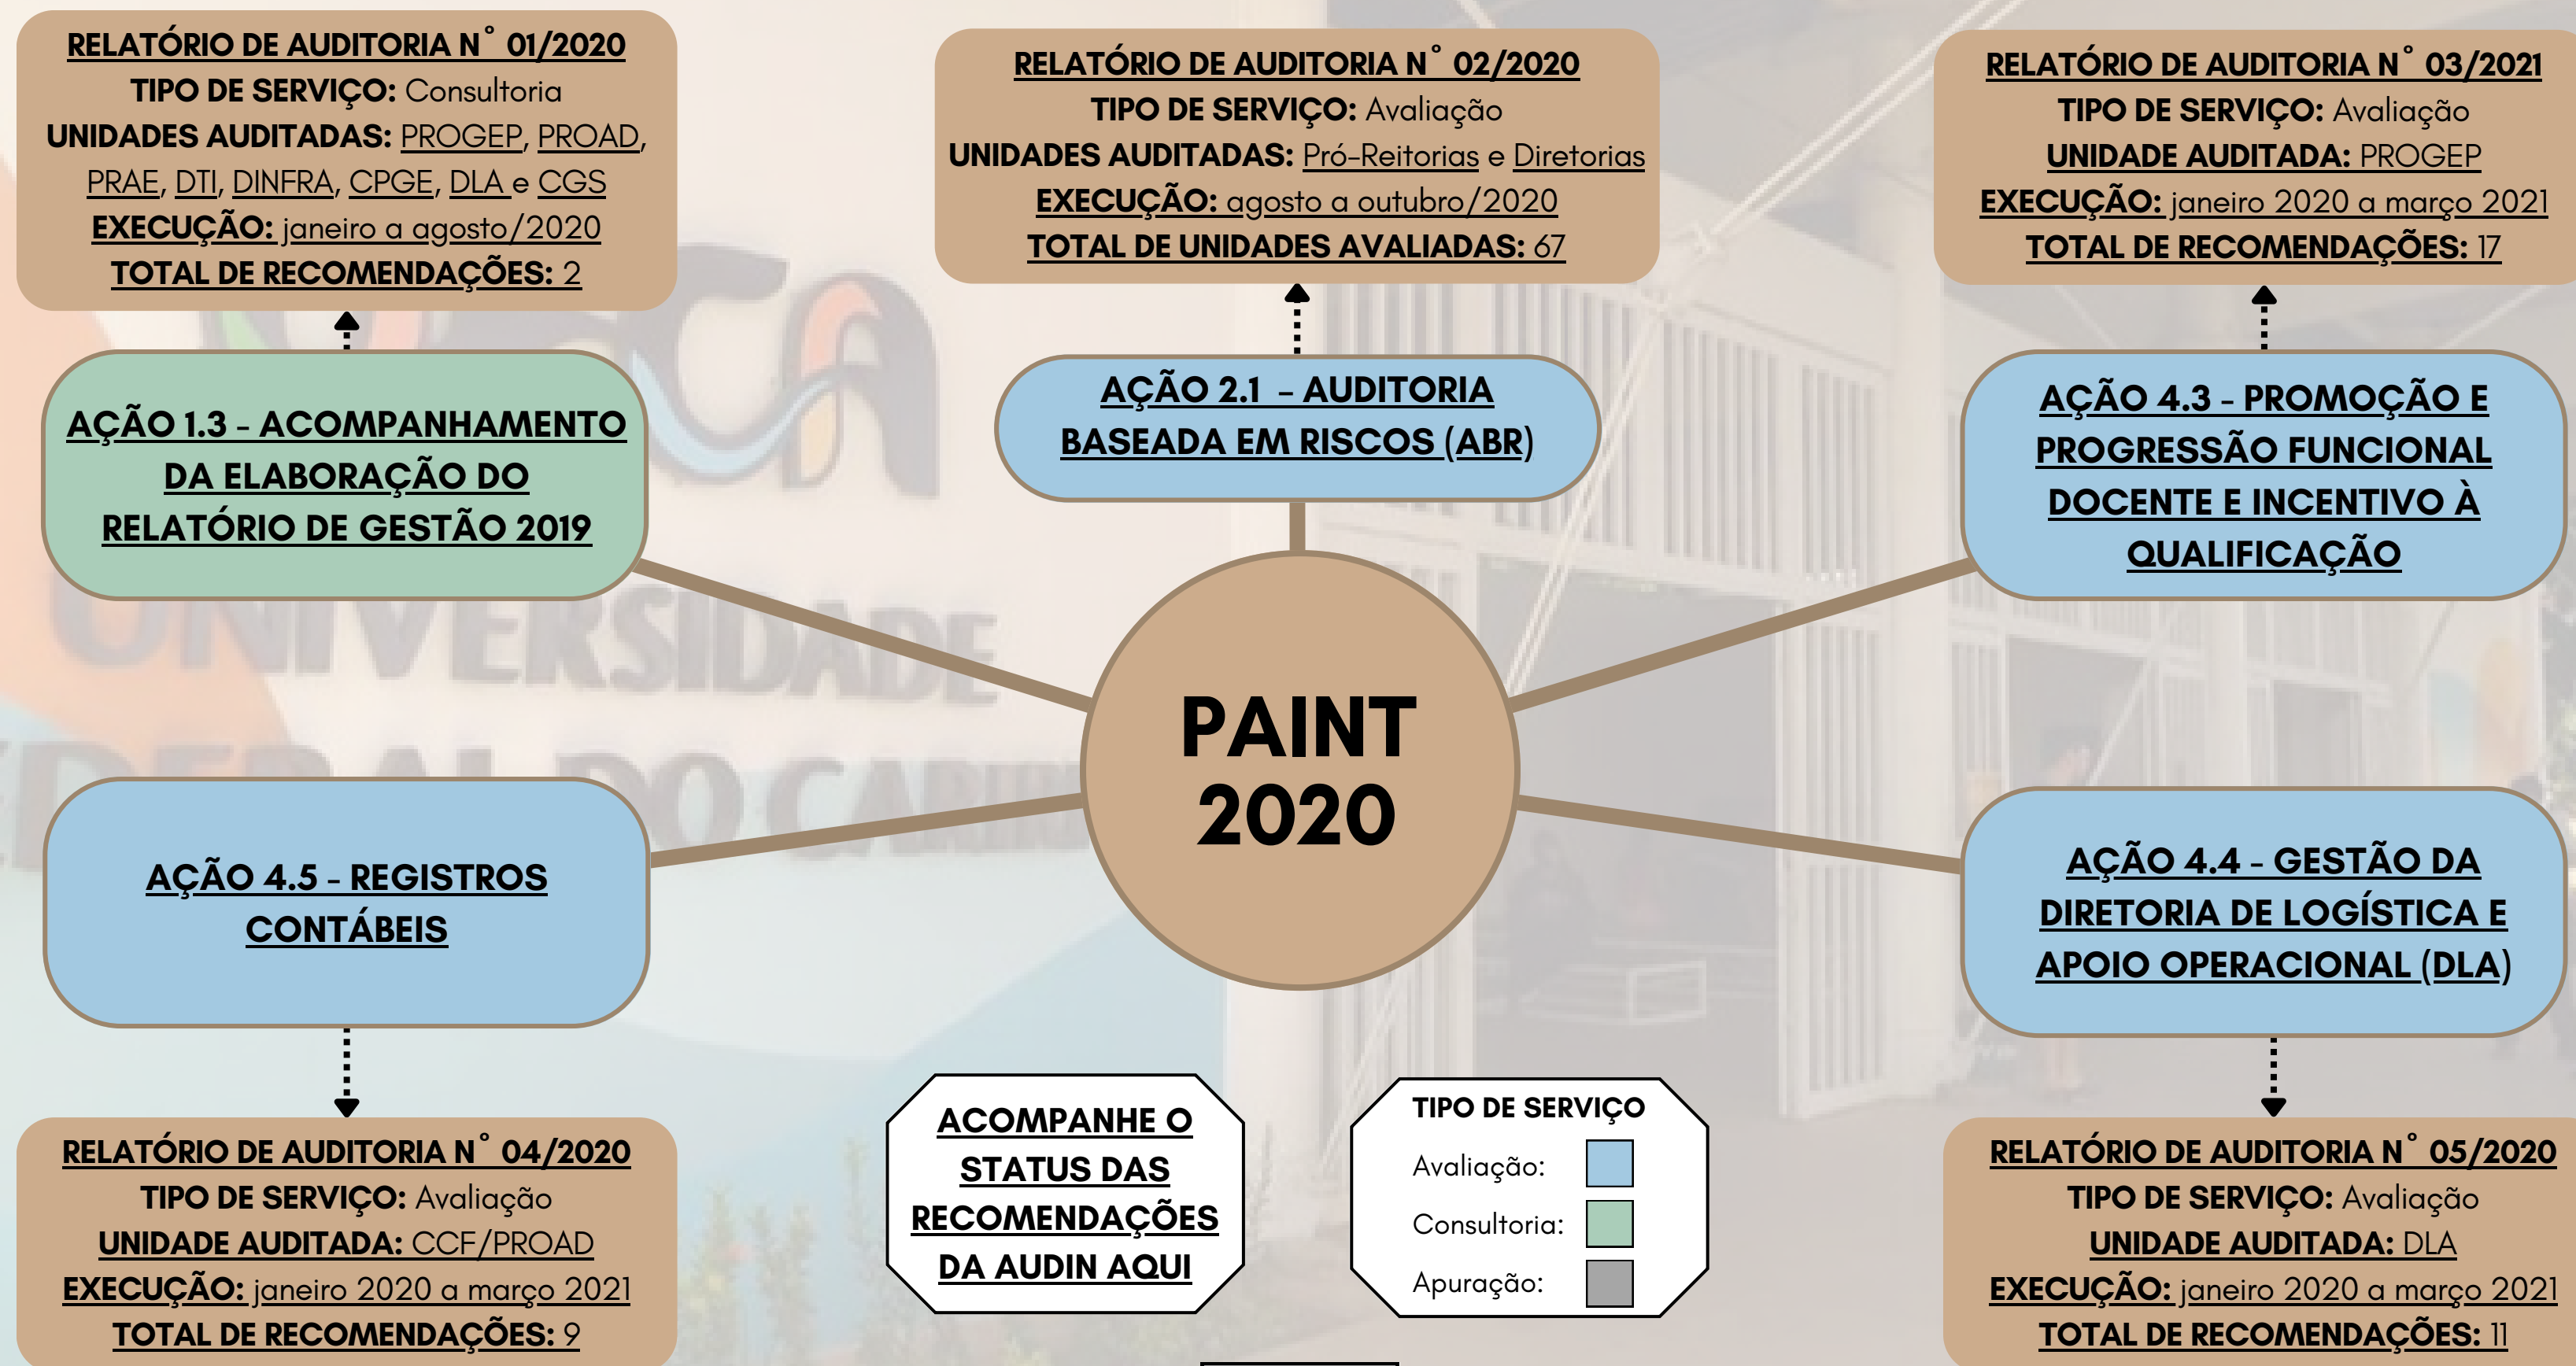 RELATÓRIO DE AUDITORIA N° 01/2020
TIPO DE SERVIÇO: Consultoria
UNIDADES AUDITADAS: PROGEP, PROAD,
PRAE, DTI, DINFRA, CPGE, DLA e CGS
EXECUÇÃO: janeiro a agosto/2020
TOTAL DE RECOMENDAÇÕES: 2
RELATÓRIO DE AUDITORIA N° 02/2020
TIPO DE SERVIÇO: Avaliação
UNIDADES AUDITADAS: Pró-Reitorias e Diretorias
EXECUÇÃO: agosto a outubro/2020
TOTAL DE UNIDADES AVALIADAS: 67
RELATÓRIO DE AUDITORIA N° 03/2021
TIPO DE SERVIÇO: Avaliação
UNIDADE AUDITADA: PROGEP
EXECUÇÃO: janeiro 2020 a março 2021
TOTAL DE RECOMENDAÇÕES: 17
AÇÃO 1.3 - ACOMPANHAMENTO
DA ELABORAÇÃO DO
RELATÓRIO DE GESTÃO 2019
AÇÃO 2.1 - AUDITORIA
BASEADA EM RISCOS (ABR)
AÇÃO 4.3 - PROMOÇÃO E
PROGRESSÃO FUNCIONAL
DOCENTE E INCENTIVO À
QUALIFICAÇÃO
UNIVERSIDADE
PAINT
2020
AÇÃO 4.5 - REGISTROS
CONTÁBEIS
AÇÃO 4.4 - GESTÃO DA
DIRETORIA DE LOGÍSTICA E
APOIO OPERACIONAL (DLA)
RELATÓRIO DE AUDITORIA N° 04/2020
TIPO DE SERVIÇO: Avaliação
UNIDADE AUDITADA: CCF/PROAD
EXECUÇÃO: janeiro 2020 a março 2021
TOTAL DE RECOMENDAÇÕES: 9
ACOMPANHE O
STATUS DAS
RECOMENDAÇÕES
DA AUDIN AQUI
TIPO DE SERVIÇO
Avaliação:
Consultoria:
Apuração:
RELATÓRIO DE AUDITORIA N° 05/2020
TIPO DE SERVIÇO: Avaliação
UNIDADE AUDITADA: DLA
EXECUÇÃO: janeiro 2020 a março 2021
TOTAL DE RECOMENDAÇÕES: 11